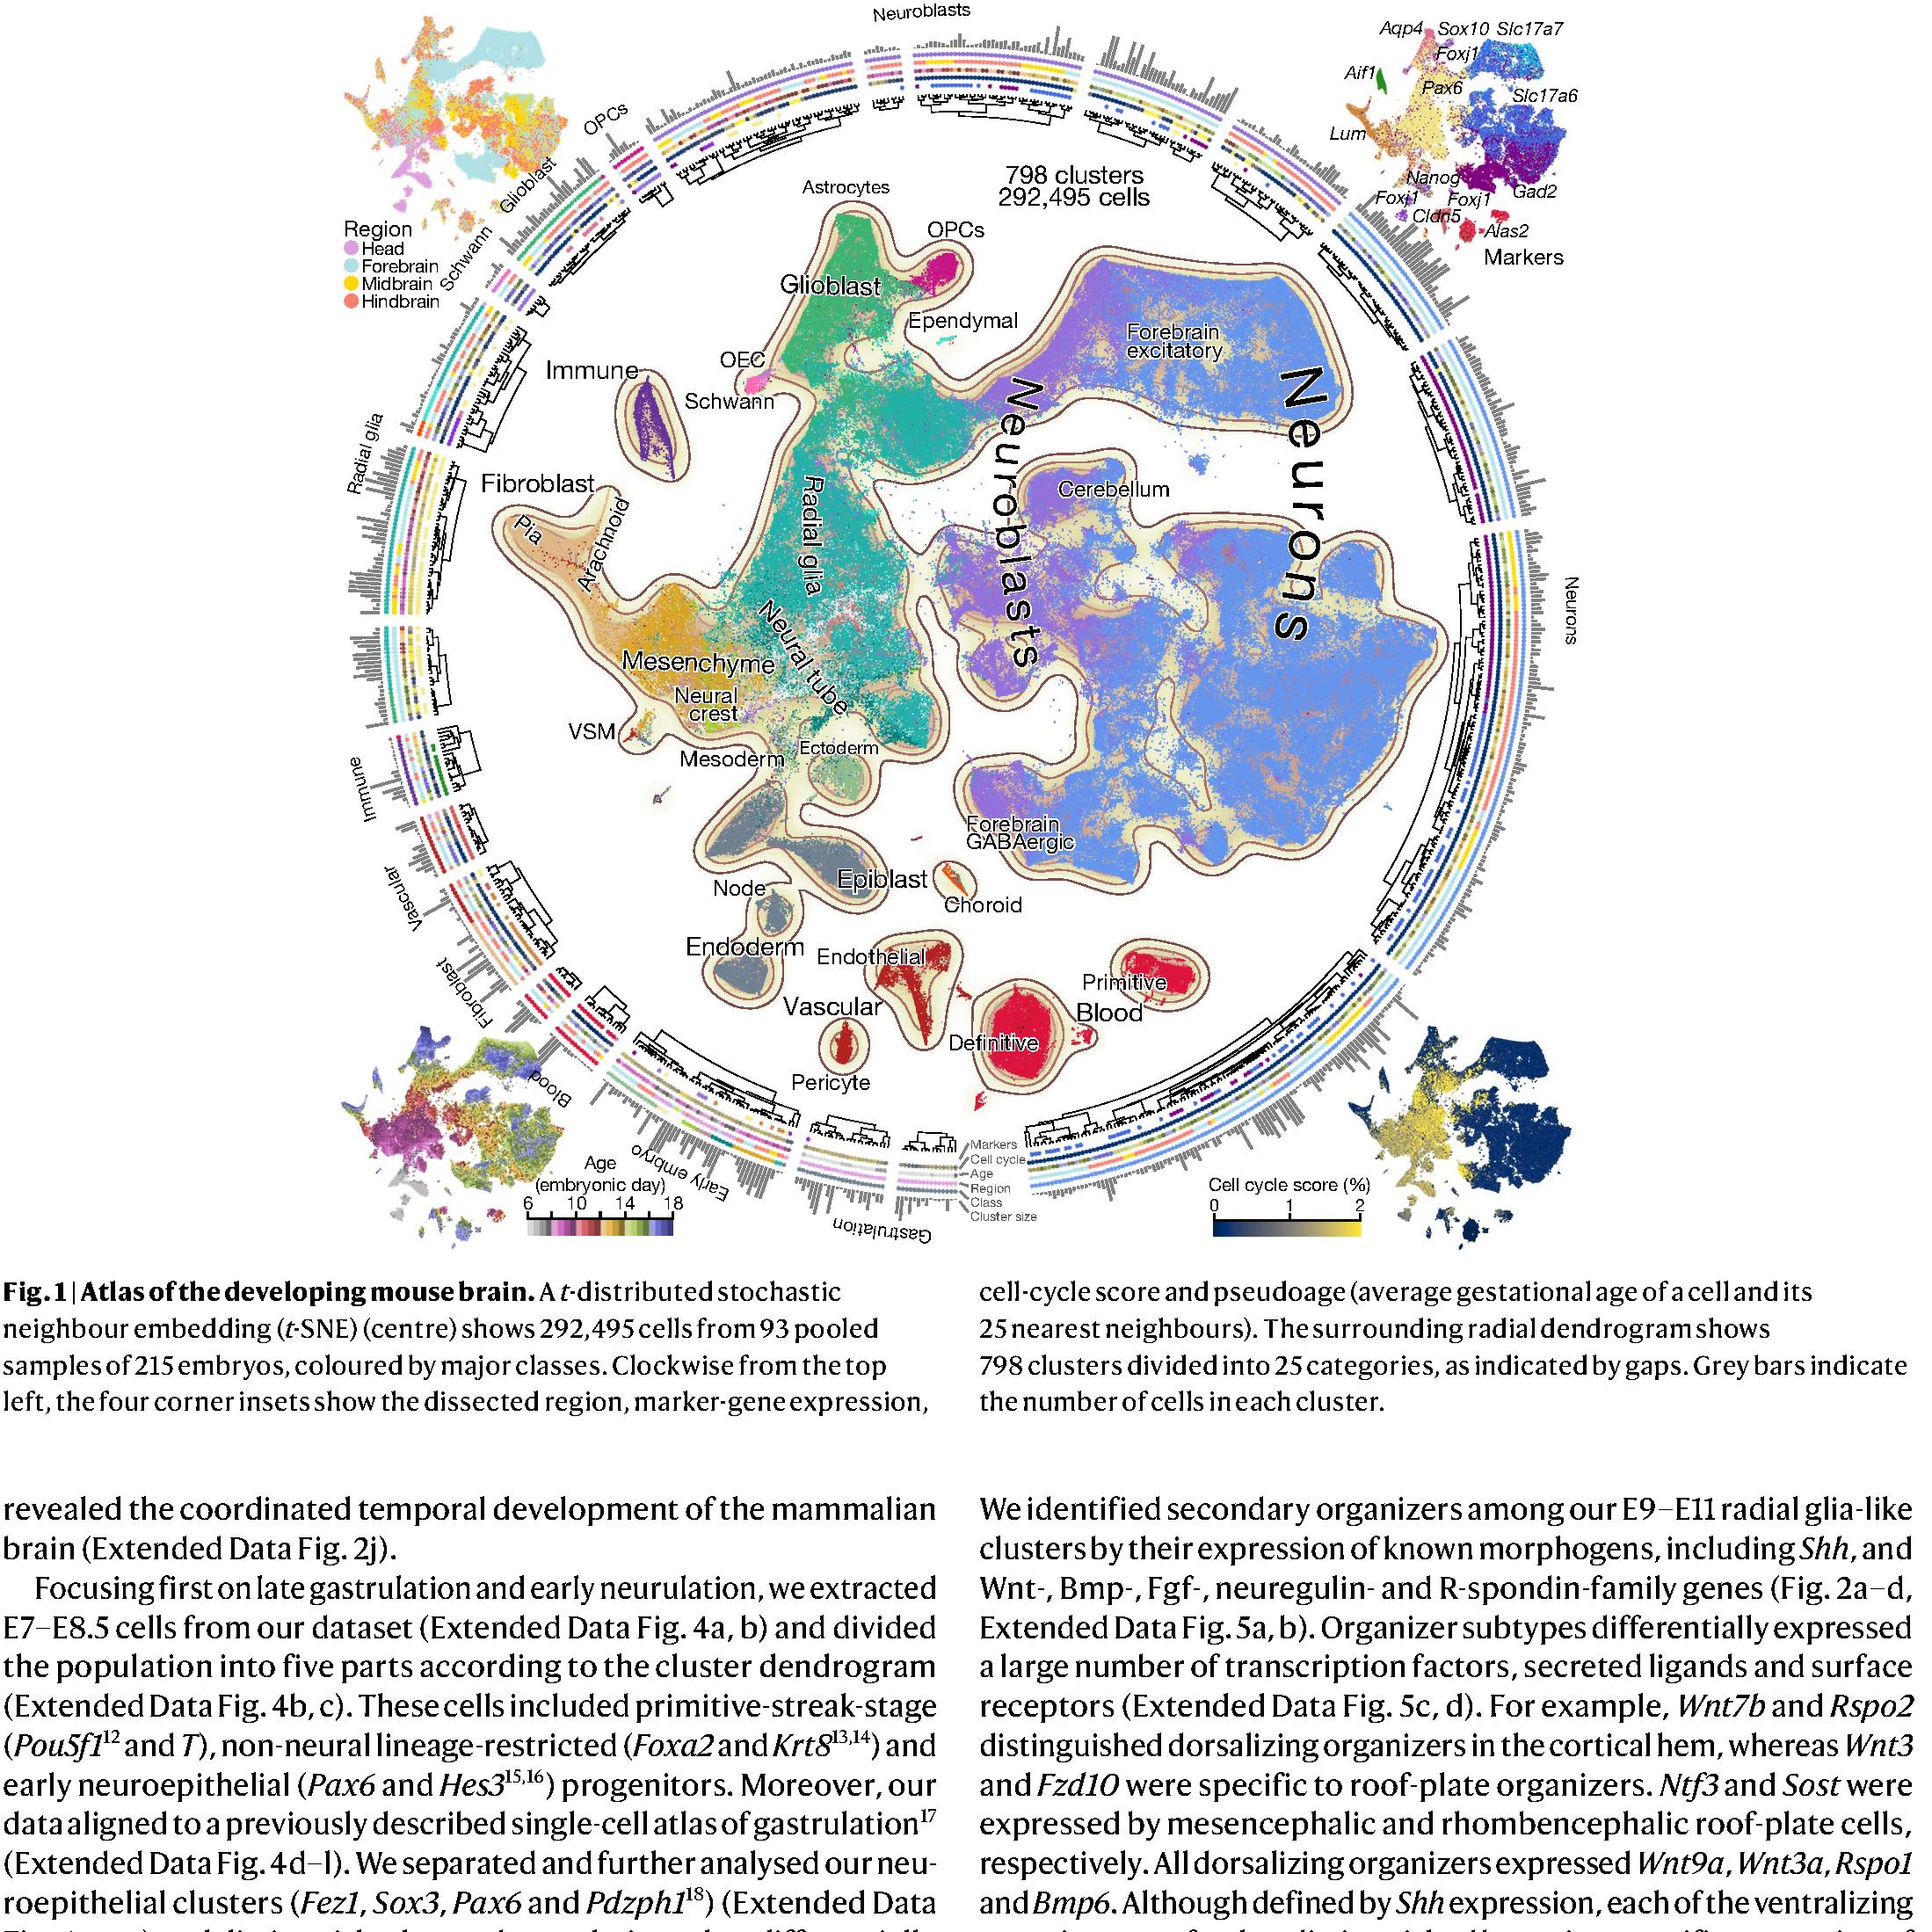 Neuroblasts
OPCs
Glioblast
Schwann
Radial glia
Immune
Vascular
Fibroblast
Blood
Early embryo
Gastrulation
Neurons
Region
Head
Forebrain
Midbrain
Hindbrain
Aqp4 Sox10 Slc17a7
Foxj1
Aif1
Pax6
Slc17a6
Lum
Nanog
Gad2
Foxj1
Foxj1
Cldn5
Alas2
Markers
798 clusters
292,495 cells
Astrocytes
OPCs
Glioblast
Ependymal
OEC
Schwann
Immune
Forebrain
excitatory
Neurons
Neuroblasts
Cerebellum
Fibroblast
Pia
Arachnoid
Radial glia
Neural tube
Mesenchyme
Neural
crest
VSM
Mesoderm
Ectoderm
Forebrain
GABAergic
Epiblast
Node
Choroid
Endoderm
Endothelial
Primitive
Vascular
Blood
Definitive
Pericyte
Markers
Cell cycle
Age
Region
Class
Cluster size
Age
(embryonic day)
6 10 14 18
Cell cycle score (%)
0 1 2
Fig. 1 | Atlas of the developing mouse brain. A t-distributed stochastic
neighbour embedding (t-SNE) (centre) shows 292,495 cells from 93 pooled
samples of 215 embryos, coloured by major classes. Clockwise from the top
left, the four corner insets show the dissected region, marker-gene expression,
cell-cycle score and pseudoage (average gestational age of a cell and its
25 nearest neighbours). The surrounding radial dendrogram shows
798 clusters divided into 25 categories, as indicated by gaps. Grey bars indicate
the number of cells in each cluster.
revealed the coordinated temporal development of the mammalian
brain (Extended Data Fig. 2j).
Focusing first on late gastrulation and early neurulation, we extracted
E7–E8.5 cells from our dataset (Extended Data Fig. 4a, b) and divided
the population into five parts according to the cluster dendrogram
(Extended Data Fig. 4b, c). These cells included primitive-streak-stage
(Pou5f1¹² and T), non-neural lineage-restricted (Foxa2 and Krt8¹³,¹⁴) and
early neuroepithelial (Pax6 and Hes3¹⁵,¹⁶) progenitors. Moreover, our
data aligned to a previously described single-cell atlas of gastrulation¹⁷
(Extended Data Fig. 4d–l). We separated and further analysed our neu-
roepithelial clusters (Fezf1, Sox3, Pax6 and Pdzph1¹⁸) (Extended Data
We identified secondary organizers among our E9–E11 radial glia-like
clusters by their expression of known morphogens, including Shh, and
Wnt-, Bmp-, Fgf-, neuregulin- and R-spondin-family genes (Fig. 2a–d,
Extended Data Fig. 5a, b). Organizer subtypes differentially expressed
a large number of transcription factors, secreted ligands and surface
receptors (Extended Data Fig. 5c, d). For example, Wnt7b and Rspo2
distinguished dorsalizing organizers in the cortical hem, whereas Wnt3
and Fzd10 were specific to roof-plate organizers. Ntf3 and Sost were
expressed by mesencephalic and rhombencephalic roof-plate cells,
respectively. All dorsalizing organizers expressed Wnt9a, Wnt3a, Rspo1
and Bmp6. Although defined by Shh expression, each of the ventralizing